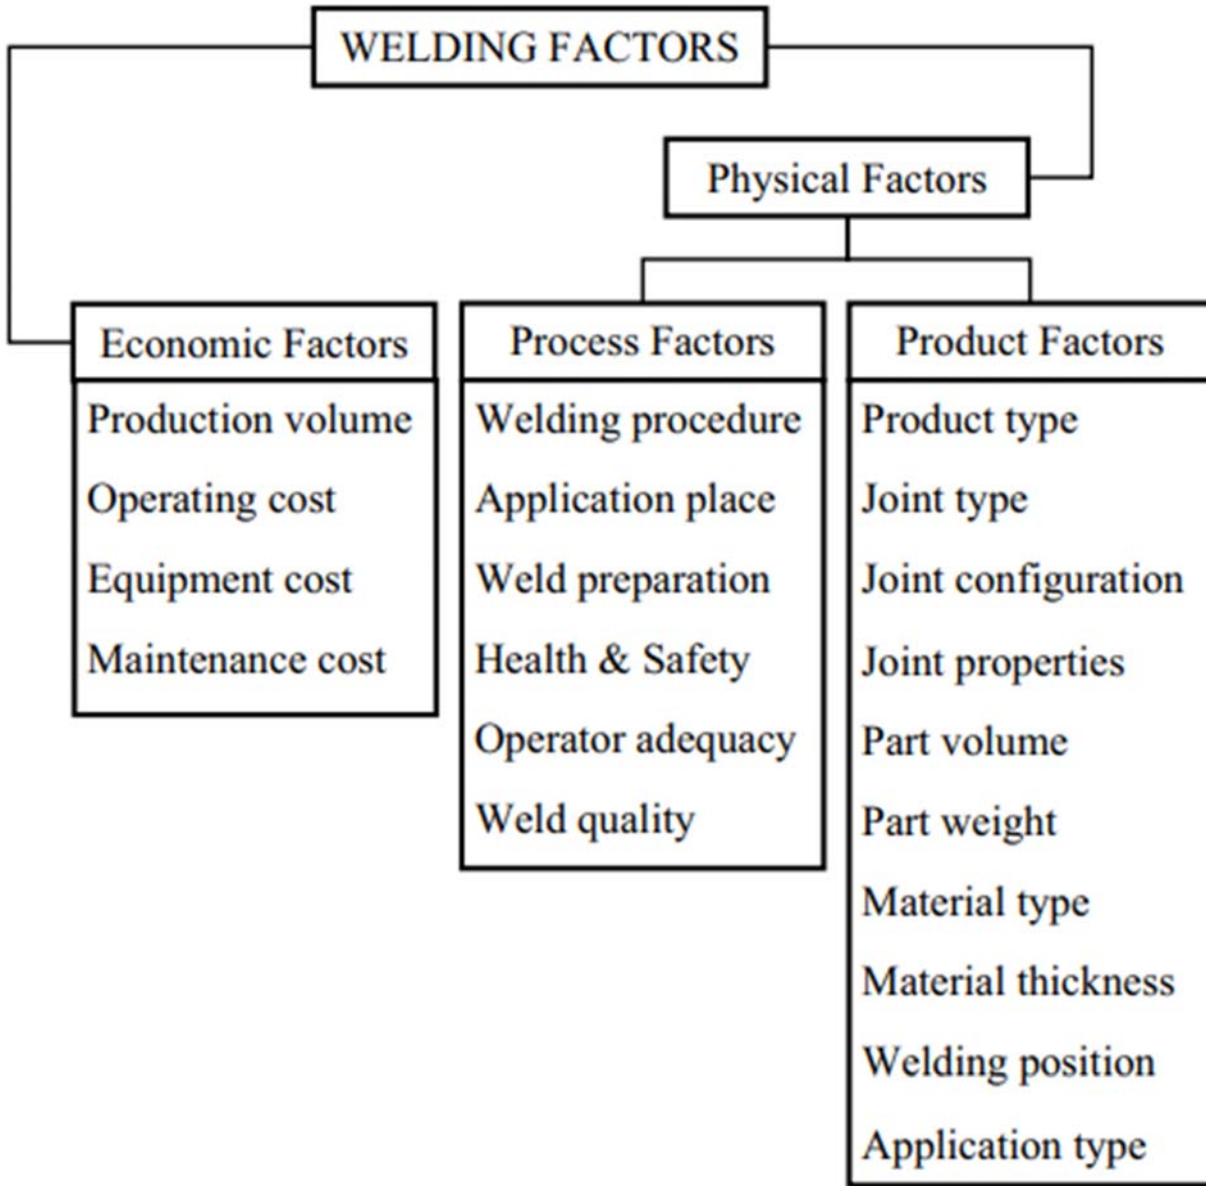 WELDING FACTORS
Physical Factors
Economic Factors
Production volume
Operating cost
Equipment cost
Maintenance cost
Process Factors
Welding procedure
Application place
Weld preparation
Health & Safety
Operator adequacy
Weld quality
Product Factors
Product type
Joint type
Joint configuration
Joint properties
Part volume
Part weight
Material type
Material thickness
Welding position
Application type